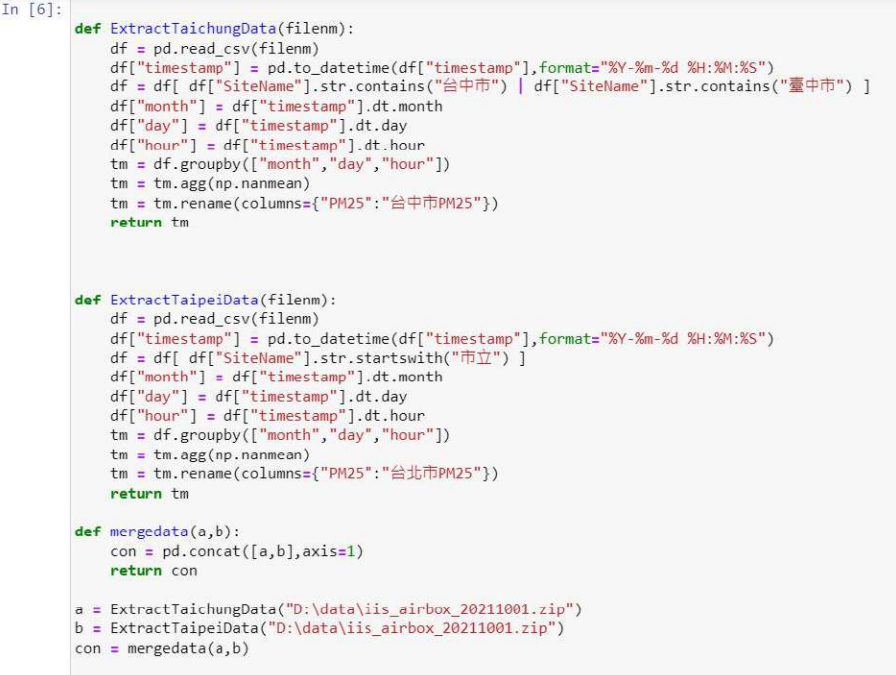 In [6]:
def ExtractTaichungData(filenm):
    df = pd.read_csv(filenm)
    df["timestamp"] = pd.to_datetime(df["timestamp"],format="%Y-%m-%d %H:%M:%S")
    df = df[ df["SiteName"].str.contains("台中市") | df["SiteName"].str.contains("臺中市") ]
    df["month"] = df["timestamp"].dt.month
    df["day"] = df["timestamp"].dt.day
    df["hour"] = df["timestamp"].dt.hour
    tm = df.groupby(["month","day","hour"])
    tm = tm.agg(np.nanmean)
    tm = tm.rename(columns={"PM25":"台中市PM25"})
    return tm
def ExtractTaipeiData(filenm):
    df = pd.read_csv(filenm)
    df["timestamp"] = pd.to_datetime(df["timestamp"],format="%Y-%m-%d %H:%M:%S")
    df = df[ df["SiteName"].str.startswith("市立") ]
    df["month"] = df["timestamp"].dt.month
    df["day"] = df["timestamp"].dt.day
    df["hour"] = df["timestamp"].dt.hour
    tm = df.groupby(["month","day","hour"])
    tm = tm.agg(np.nanmean)
    tm = tm.rename(columns={"PM25":"台北市PM25"})
    return tm
def mergedata(a,b):
    con = pd.concat([a,b],axis=1)
    return con
a = ExtractTaichungData("D:\data\iis_airbox_20211001.zip")
b = ExtractTaipeiData("D:\data\iis_airbox_20211001.zip")
con = mergedata(a,b)